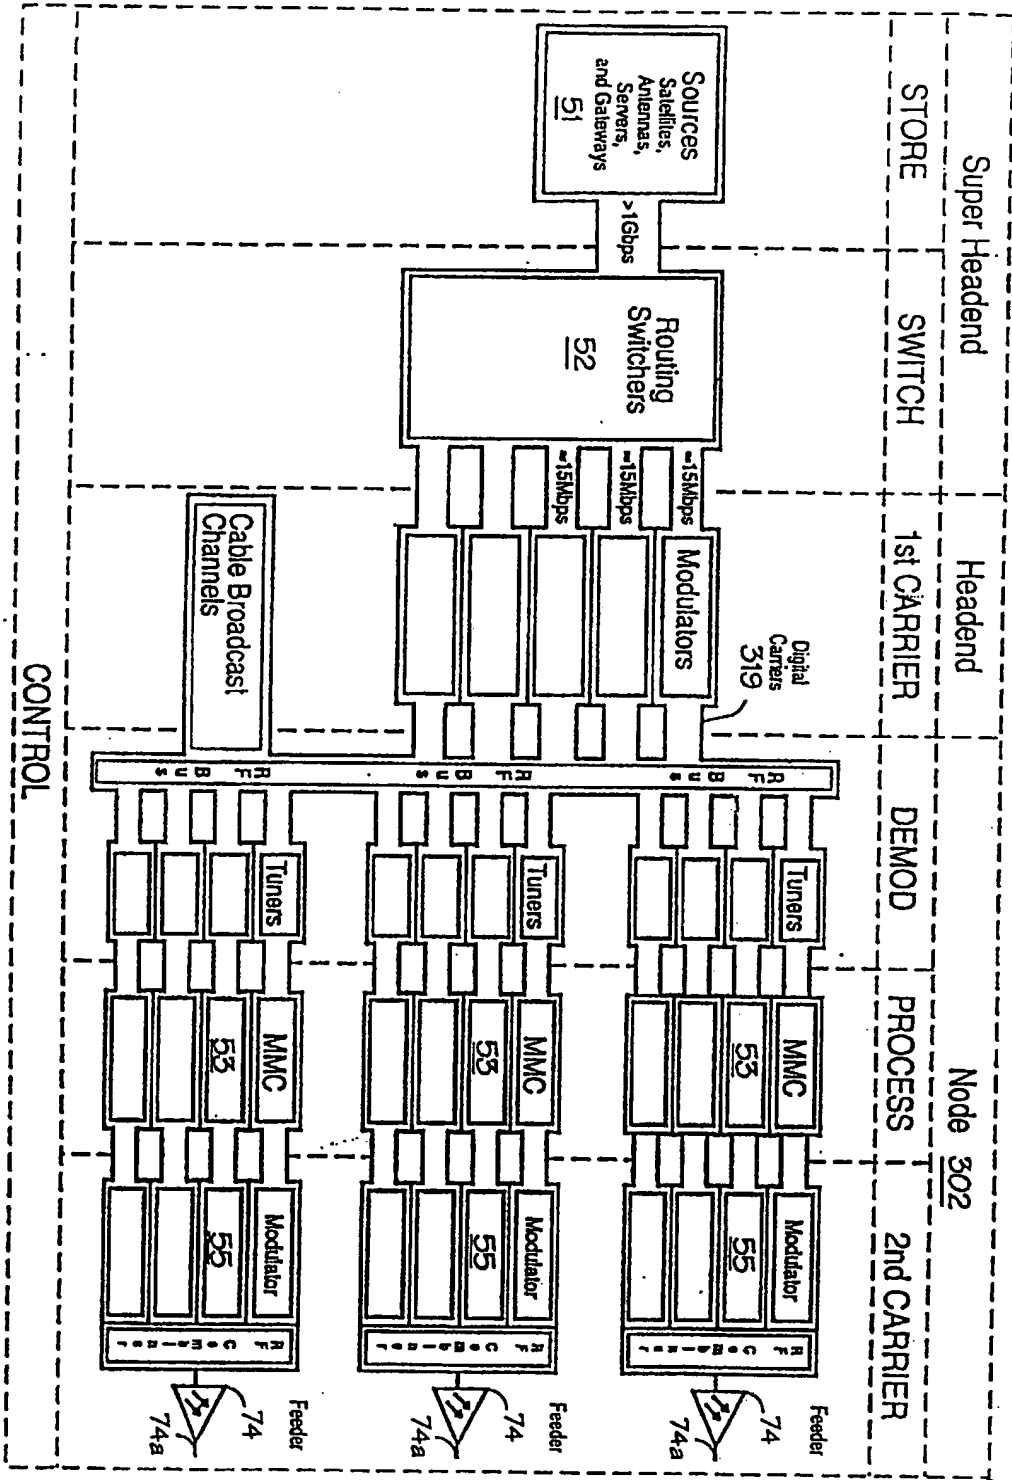 Super Headend
Headend
Node 302
STORE
SWITCH
1st CARRIER
DEMOD
PROCESS
2nd CARRIER
Sources
Satellites,
Antennas,
Servers,
and Gateways
51
>1Gbps
Routing
Switchers
52
≈15Mbps
≈15Mbps
≈15Mbps
Modulators
Digital
Carriers
319
Cable Broadcast
Channels
RF Bus
RF Bus
RF Bus
Tuners
MMC
53
Modulator
55
RF Combiner
Feeder
74
74a
Tuners
MMC
53
Modulator
55
RF Combiner
Feeder
74
74a
Tuners
MMC
53
Modulator
55
RF Combiner
Feeder
74
74a
CONTROL